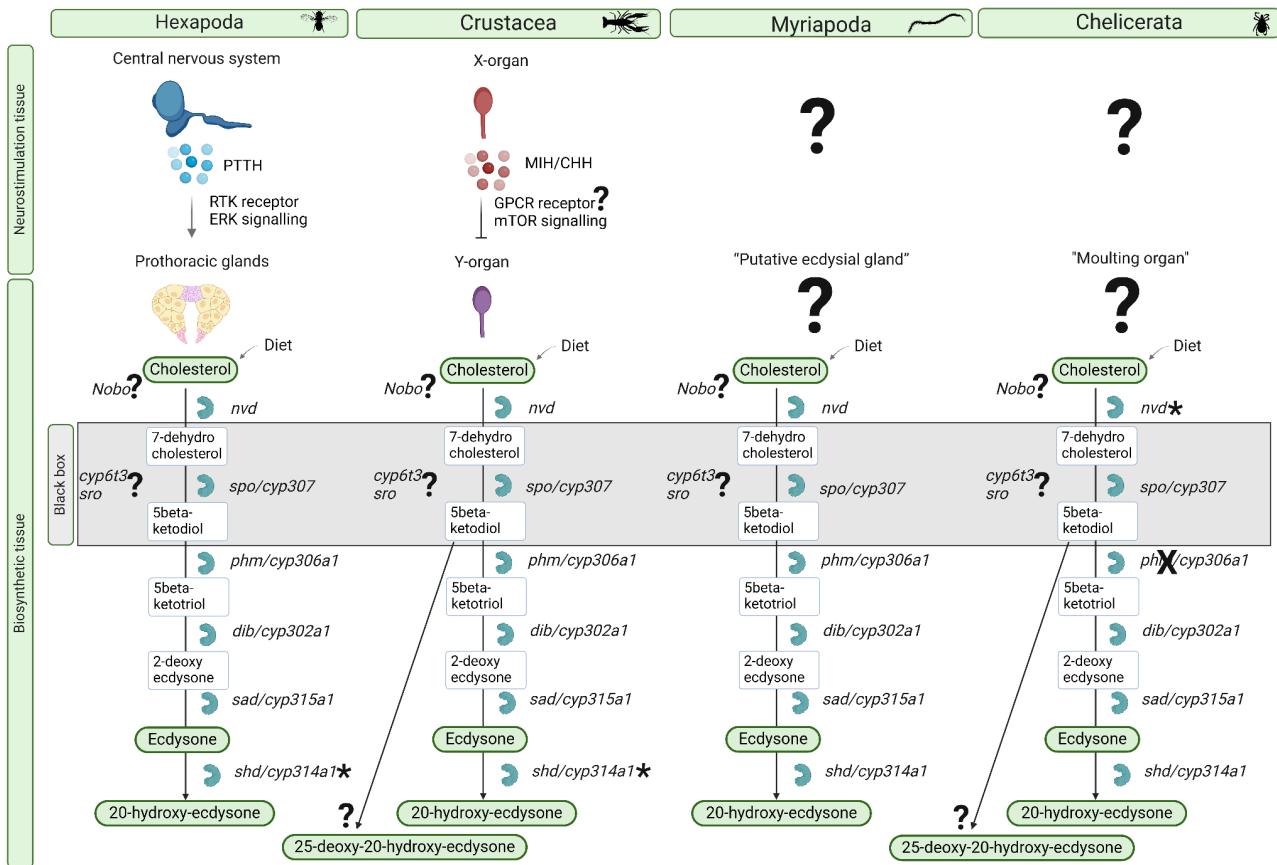 Hexapoda
Crustacea
Myriapoda
Chelicerata
Neurostimulation tissue
Central nervous system
X-organ
?
?
PTTH
MIH/CHH
RTK receptor
ERK signalling
GPCR receptor?
mTOR signalling
Prothoracic glands
Y-organ
“Putative ecdysial gland”
"Moulting organ"
?
?
Biosynthetic tissue
Black box
Diet
Cholesterol
Nobo?
nvd
7-dehydro
cholesterol
cyp6t3
sro ?
spo/cyp307
5beta-
ketodiol
phm/cyp306a1
5beta-
ketotriol
dib/cyp302a1
2-deoxy
ecdysone
sad/cyp315a1
Ecdysone
shd/cyp314a1*
20-hydroxy-ecdysone
Diet
Cholesterol
Nobo?
nvd
7-dehydro
cholesterol
cyp6t3
sro ?
spo/cyp307
5beta-
ketodiol
phm/cyp306a1
5beta-
ketotriol
dib/cyp302a1
2-deoxy
ecdysone
sad/cyp315a1
Ecdysone
shd/cyp314a1*
20-hydroxy-ecdysone
?
25-deoxy-20-hydroxy-ecdysone
Cholesterol
Nobo?
nvd
7-dehydro
cholesterol
cyp6t3
sro ?
spo/cyp307
5beta-
ketodiol
phm/cyp306a1
5beta-
ketotriol
dib/cyp302a1
2-deoxy
ecdysone
sad/cyp315a1
Ecdysone
shd/cyp314a1
20-hydroxy-ecdysone
Diet
Cholesterol
Nobo?
nvd*
7-dehydro
cholesterol
cyp6t3
sro ?
spo/cyp307
5beta-
ketodiol
phm/cyp306a1
X
5beta-
ketotriol
dib/cyp302a1
2-deoxy
ecdysone
sad/cyp315a1
Ecdysone
shd/cyp314a1
20-hydroxy-ecdysone
?
25-deoxy-20-hydroxy-ecdysone